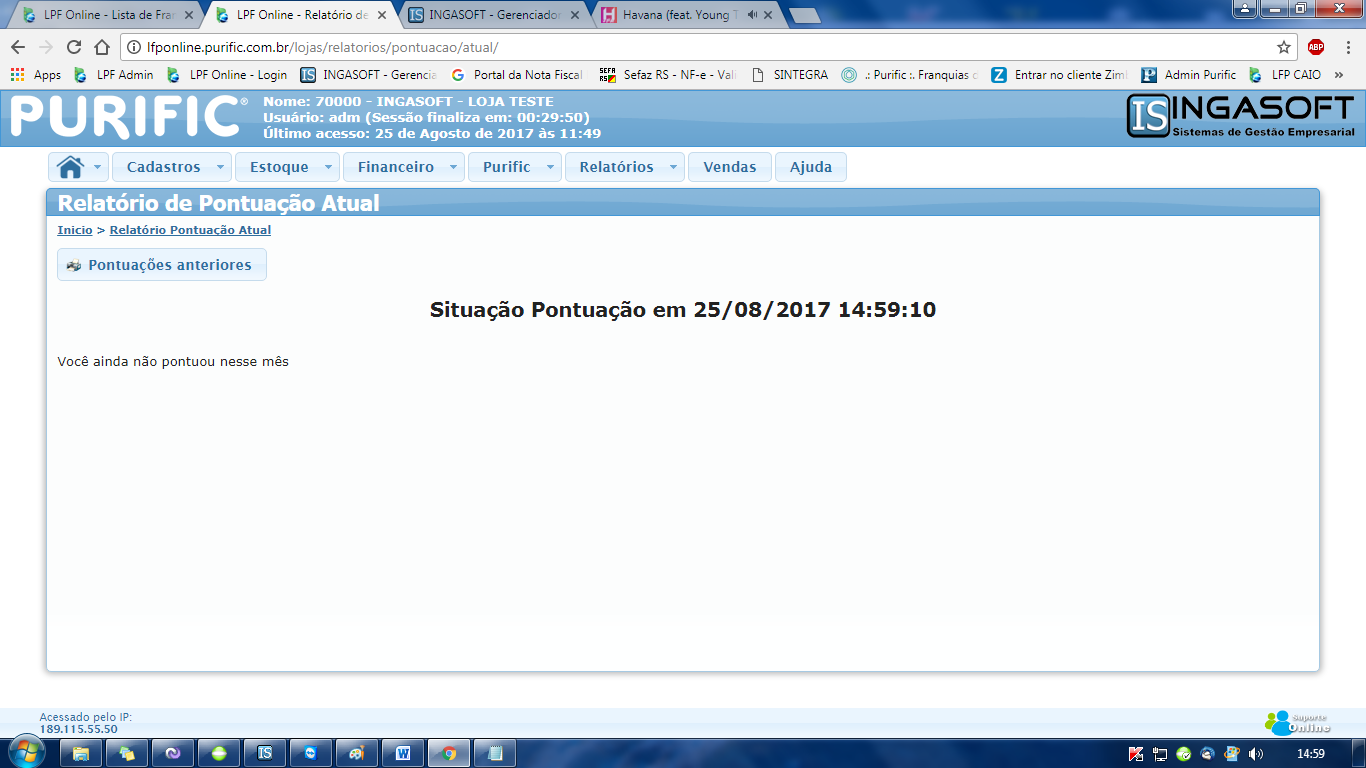 LPF Online - Lista de Fran
LPF Online - Relatório de
INGASOFT - Gerenciador
Havana (feat. Young T
lfponline.purific.com.br/lojas/relatorios/pontuacao/atual/
ABP
Apps
LPF Admin
LPF Online - Login
INGASOFT - Gerencia
Portal da Nota Fiscal
Sefaz RS - NF-e - Vali
SINTEGRA
.: Purific :. Franquias
Entrar no cliente Zim
Admin Purific
LFP CAIO
»
PURIFIC®
Nome: 70000 - INGASOFT - LOJA TESTE
Usuário: adm (Sessão finaliza em: 00:29:50)
Último acesso: 25 de Agosto de 2017 às 11:49
IS INGASOFT
Sistemas de Gestão Empresarial
Cadastros
Estoque
Financeiro
Purific
Relatórios
Vendas
Ajuda
Relatório de Pontuação Atual
Inicio > Relatório Pontuação Atual
Pontuações anteriores
Situação Pontuação em 25/08/2017 14:59:10
Você ainda não pontuou nesse mês
Acessado pelo IP:
189.115.55.50
Suporte
Online
14:59